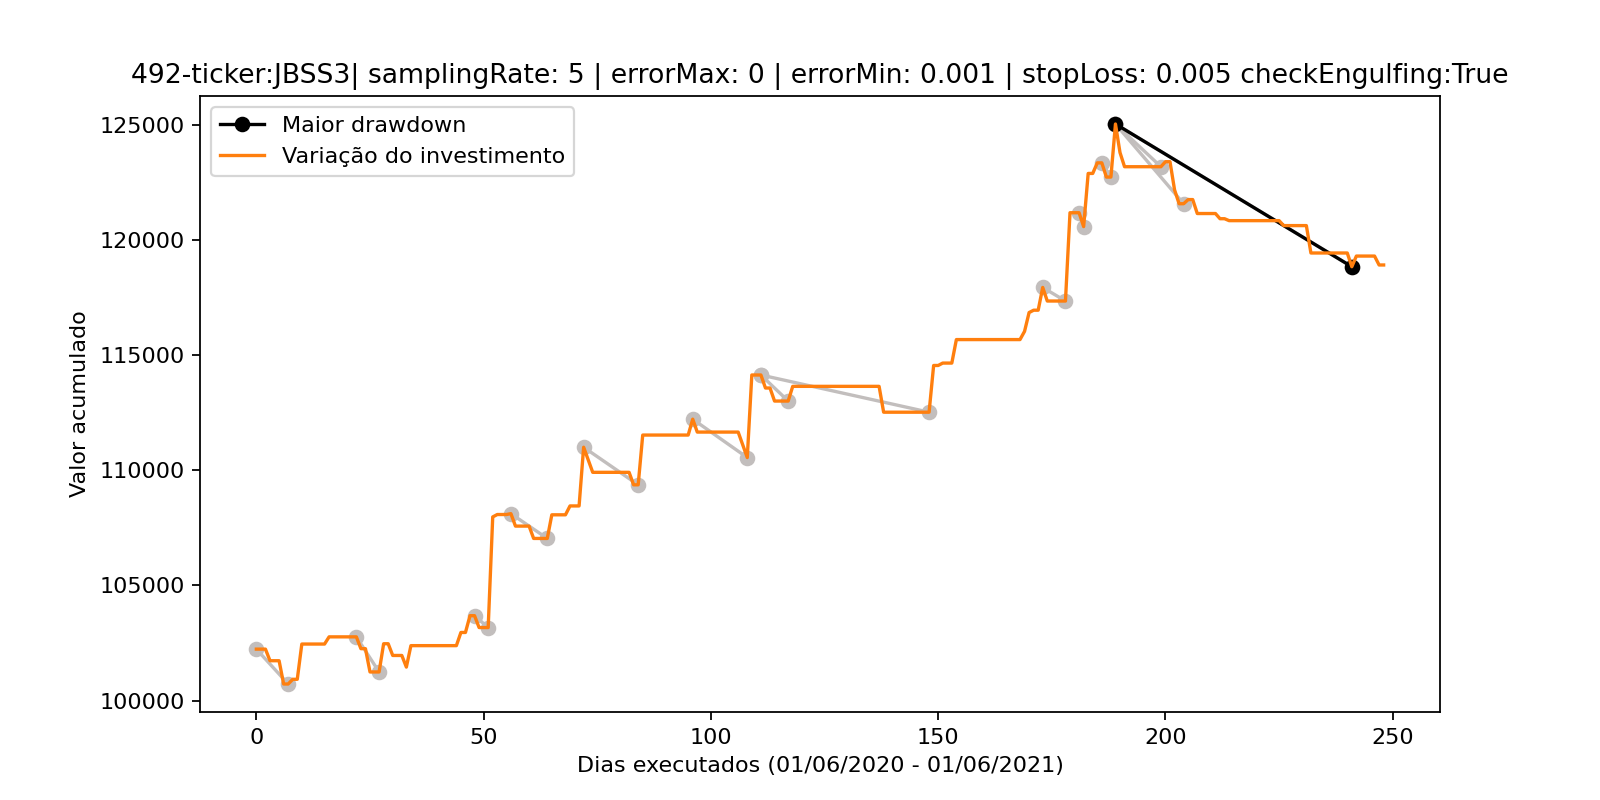 492-ticker:JBSS3| samplingRate: 5 | errorMax: 0 | errorMin: 0.001 | stopLoss: 0.005 checkEngulfing:True
Maior drawdown
Variação do investimento
Valor acumulado
125000
120000
115000
110000
105000
100000
0 50 100 150 200 250
Dias executados (01/06/2020 - 01/06/2021)